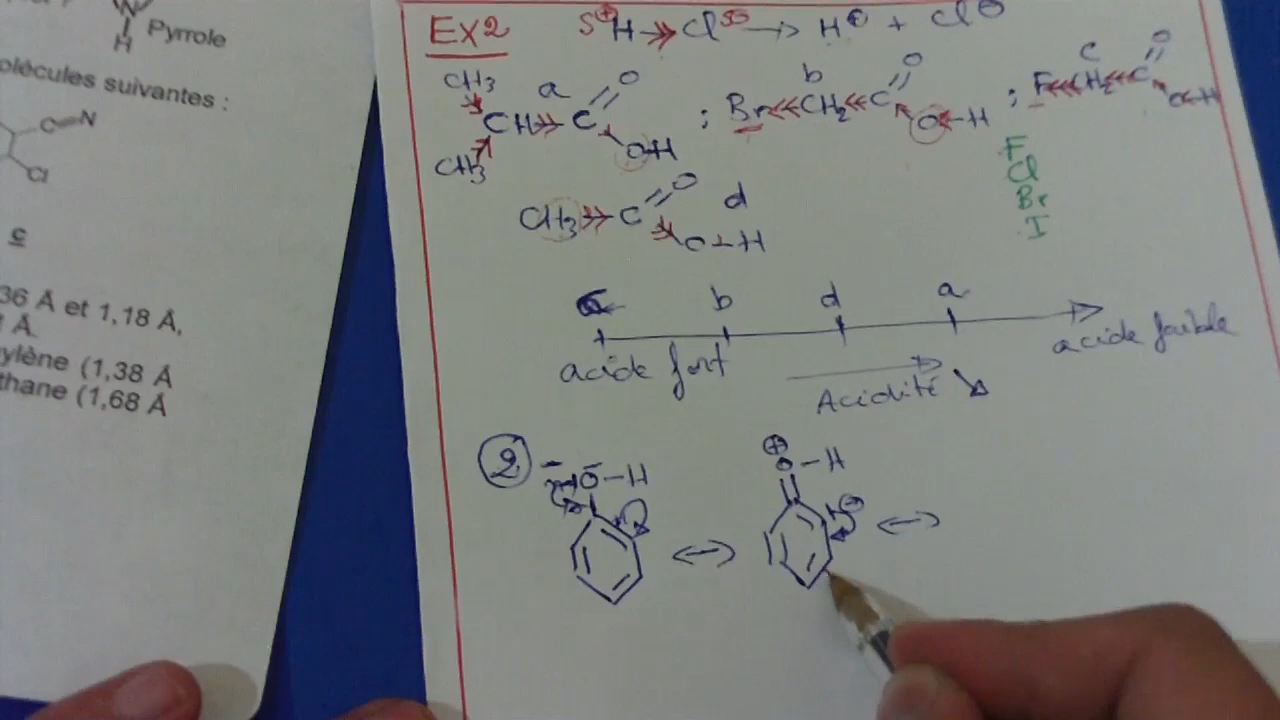 Pyrrole
H
olécules suivantes :
C=N
Cl
c
36 Å et 1,18 Å,
1 Å.
ylène (1,38 Å
thane (1,68 Å
EX2 δ⊕H Cl δ⊖ → H⊕ + Cl⊖
CH3 a O b O c O
CH C ; Br CH2 C O-H ; F CH2 C O-H
CH3 OH
F
Cl
Br
I
CH3 C O d
O-H
c b d a
acide fort acide faible
Acidité ↘
2 O-H ⊕ O-H
↔ ⊖ ↔